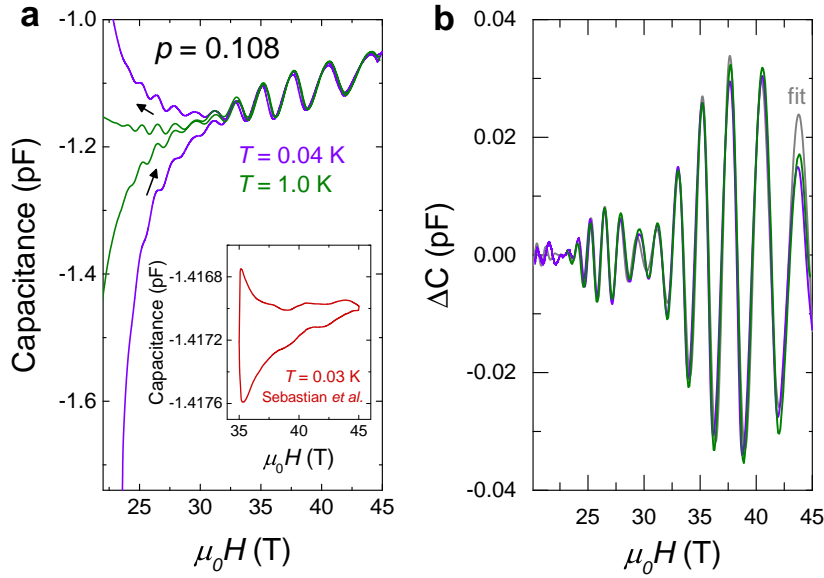 a
p = 0.108
-1.0
-1.2
-1.4
-1.6
Capacitance (pF)
T = 0.04 K
T = 1.0 K
-1.4168
-1.4172
-1.4176
Capacitance (pF)
T = 0.03 K
Sebastian et al.
35 40 45
μ₀H (T)
25 30 35 40 45
μ₀H (T)
b
0.04
0.02
0.00
-0.02
-0.04
ΔC (pF)
fit
25 30 35 40 45
μ₀H (T)